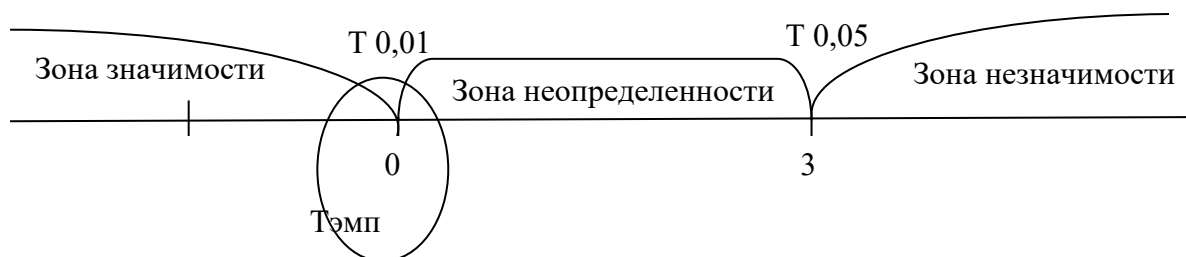 Т 0,01
Т 0,05
Зона значимости
Зона неопределенности
Зона незначимости
0
3
Тэмп